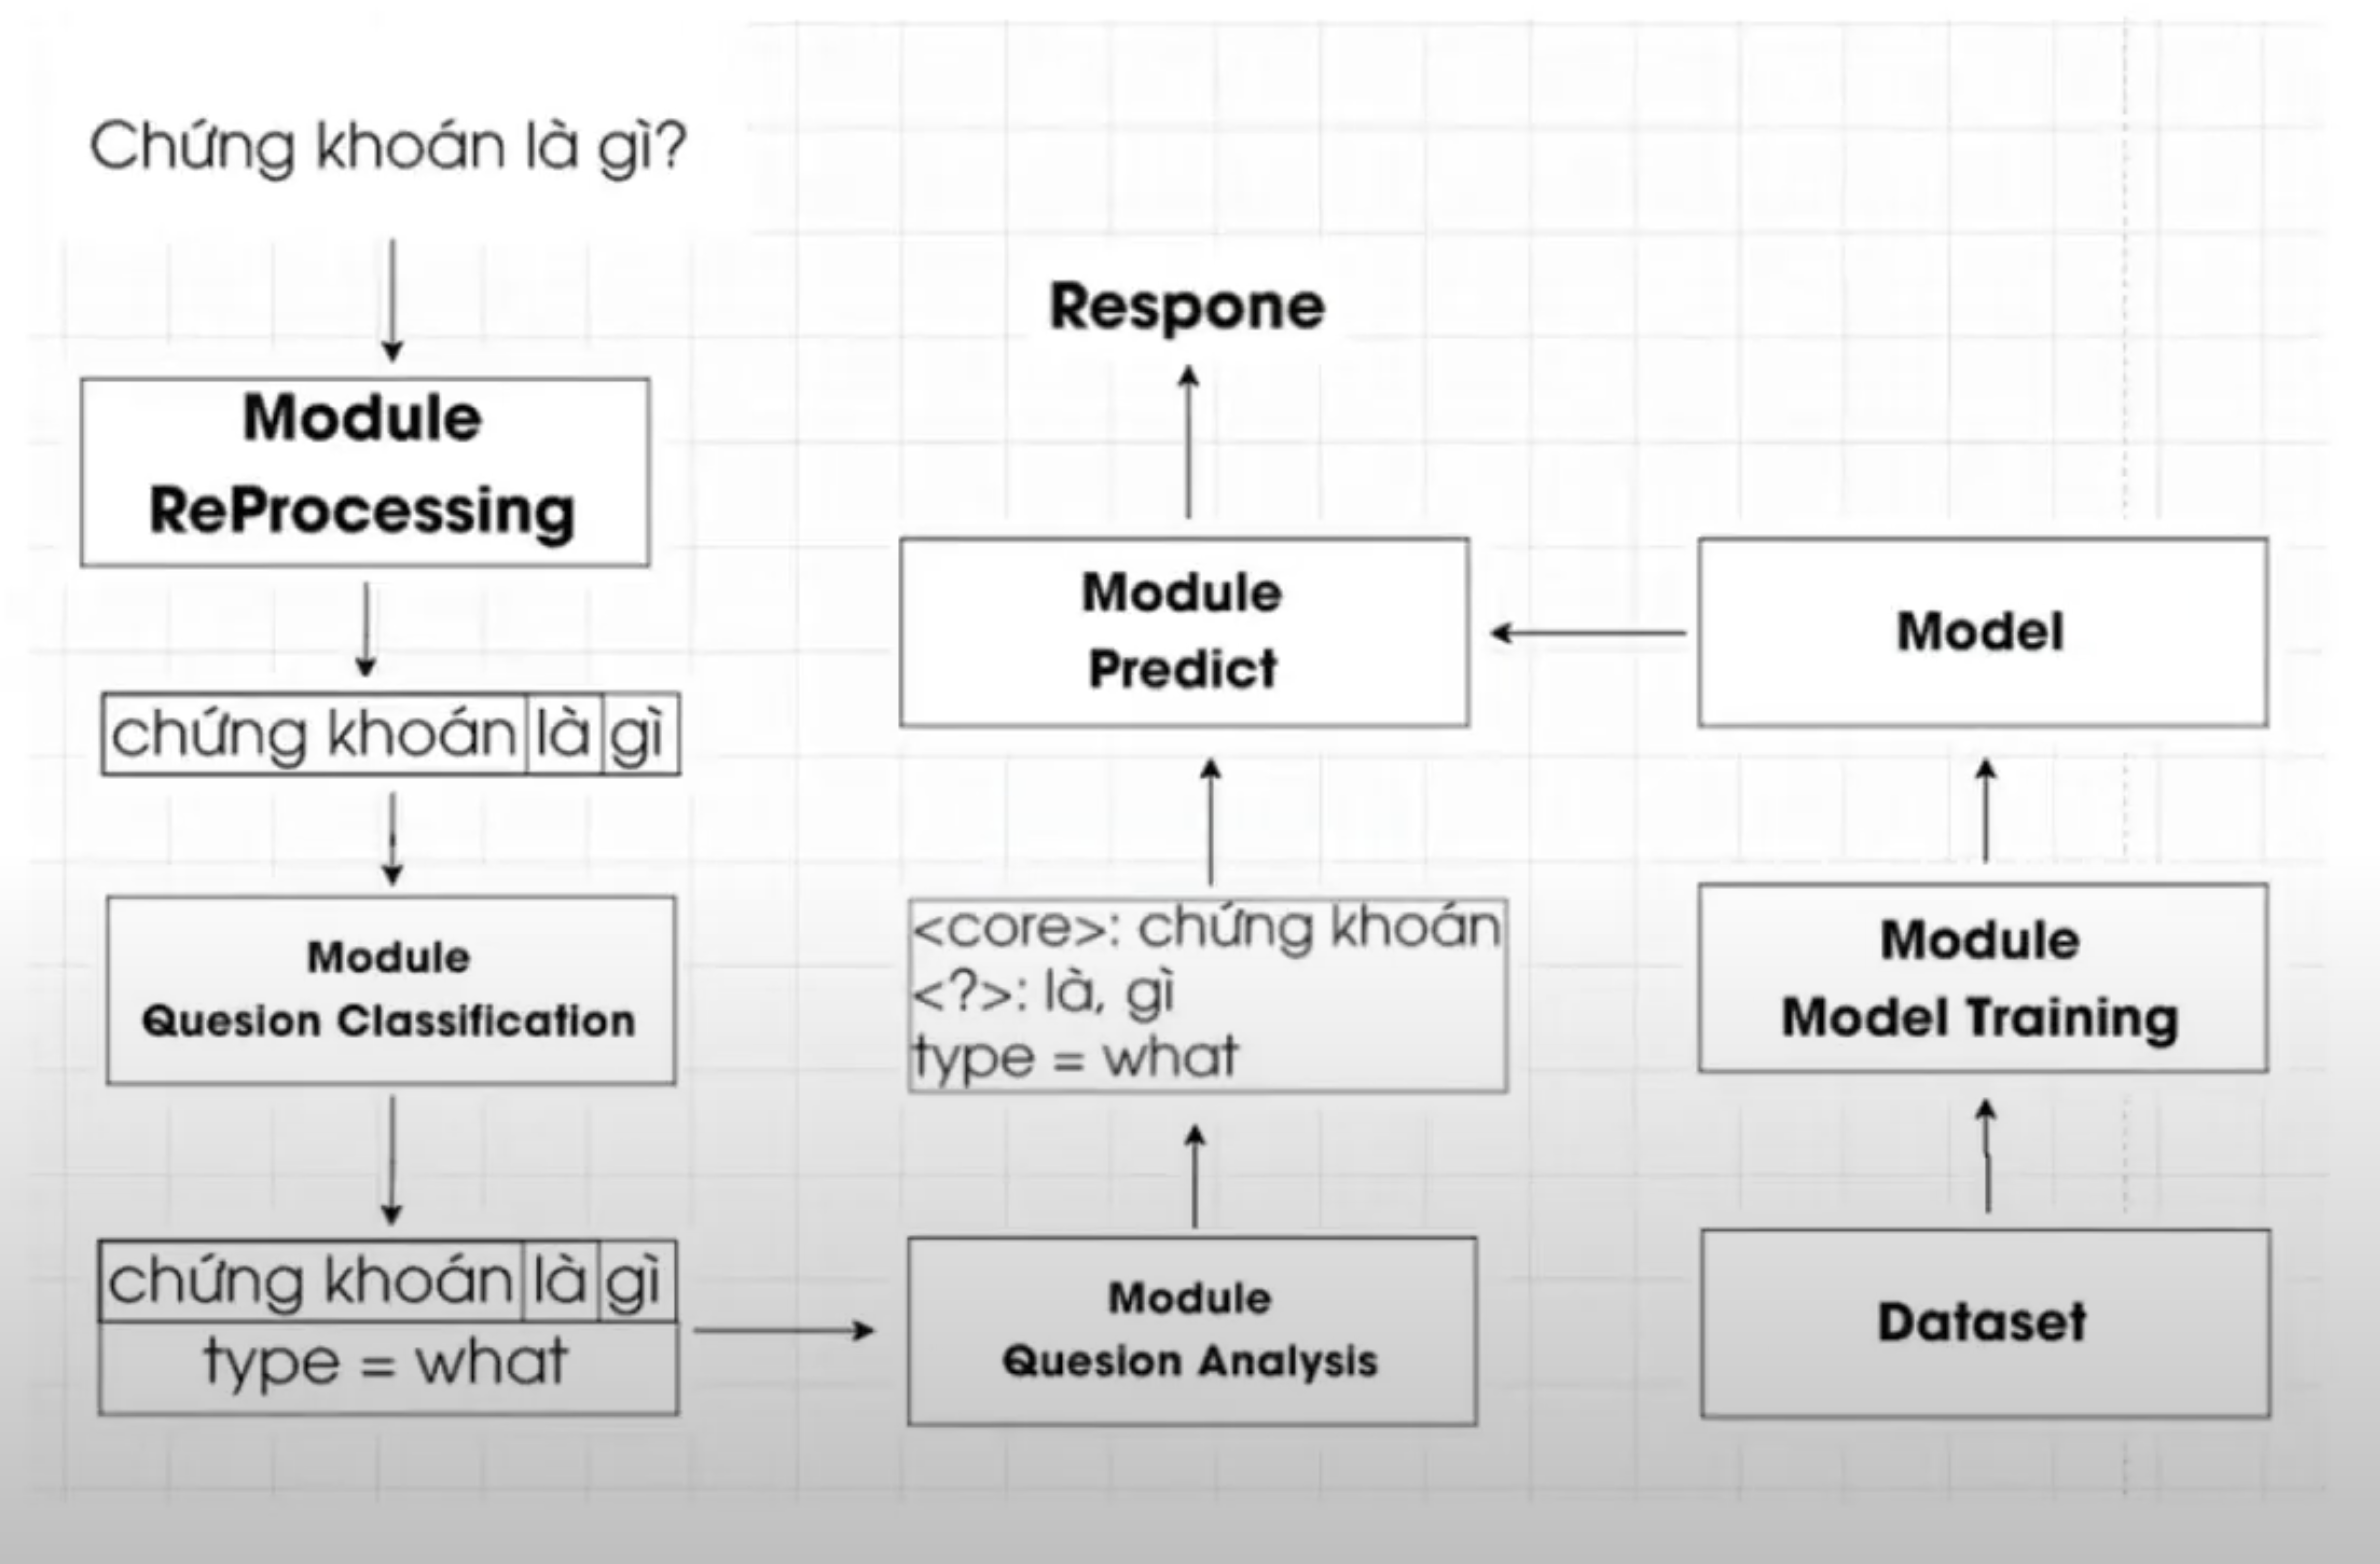 Chứng khoán là gì?
Module
ReProcessing
chứng khoán là gì
Module
Quesion Classification
chứng khoán là gì
type = what
Respone
Module
Predict
<core>: chứng khoán
<?>: là, gì
type = what
Module
Quesion Analysis
Model
Module
Model Training
Dataset